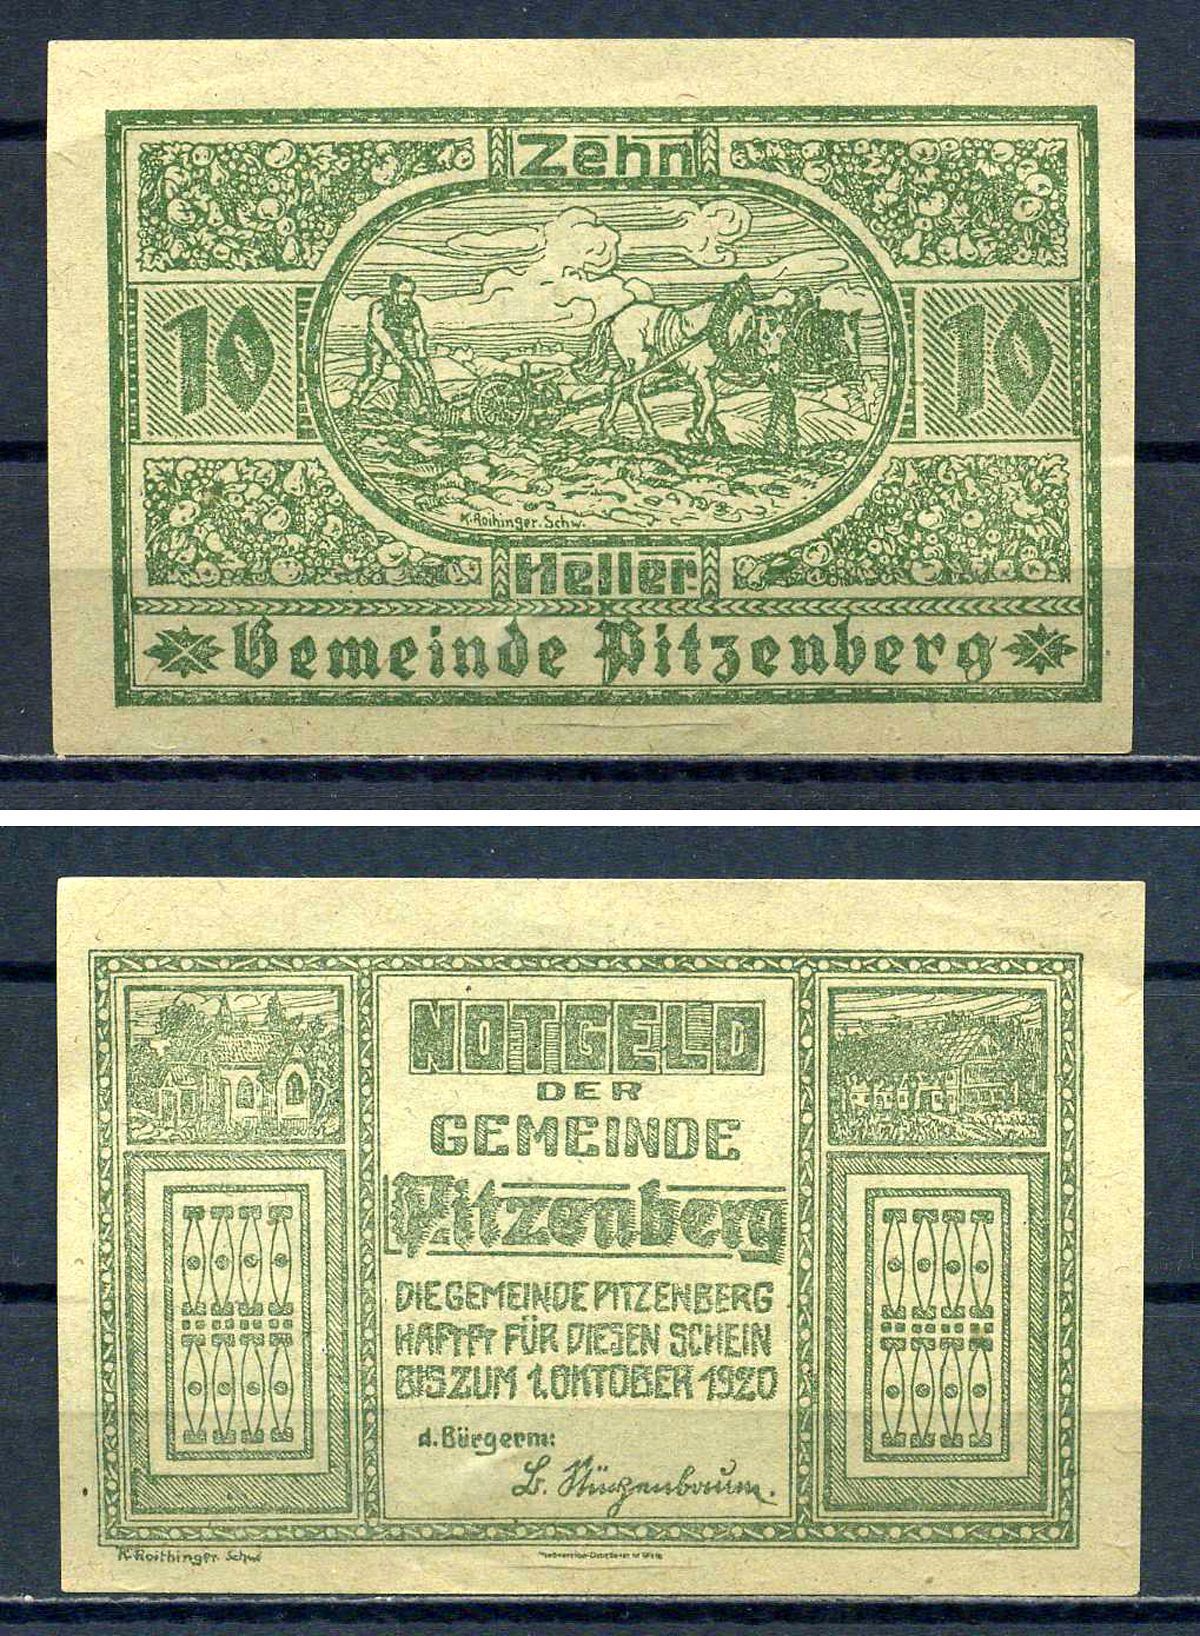 Zehn
10 10
K. Roithinger. Schw.
Heller
Gemeinde Pitzenberg
NOTGELD
DER
GEMEINDE
Pitzenberg
DIE GEMEINDE PITZENBERG
HAFTET FÜR DIESEN SCHEIN
BIS ZUM 1. OKTOBER 1920
d. Bürgerm:
K. Roithinger Schw